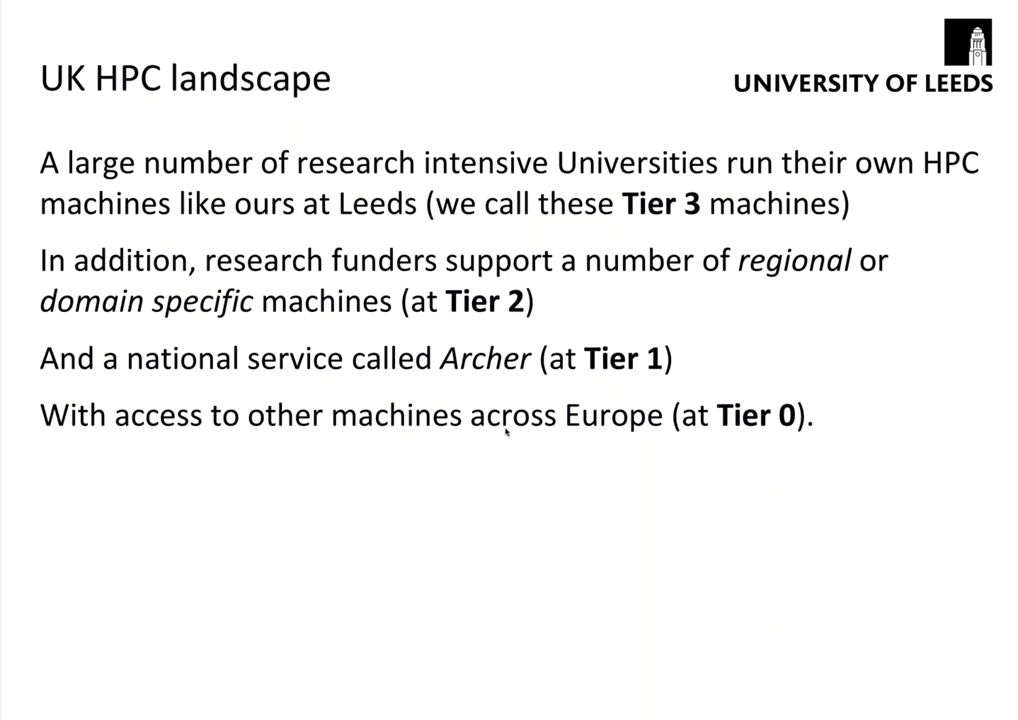 UK HPC landscape
UNIVERSITY OF LEEDS
A large number of research intensive Universities run their own HPC
machines like ours at Leeds (we call these Tier 3 machines)
In addition, research funders support a number of regional or
domain specific machines (at Tier 2)
And a national service called Archer (at Tier 1)
With access to other machines across Europe (at Tier 0).